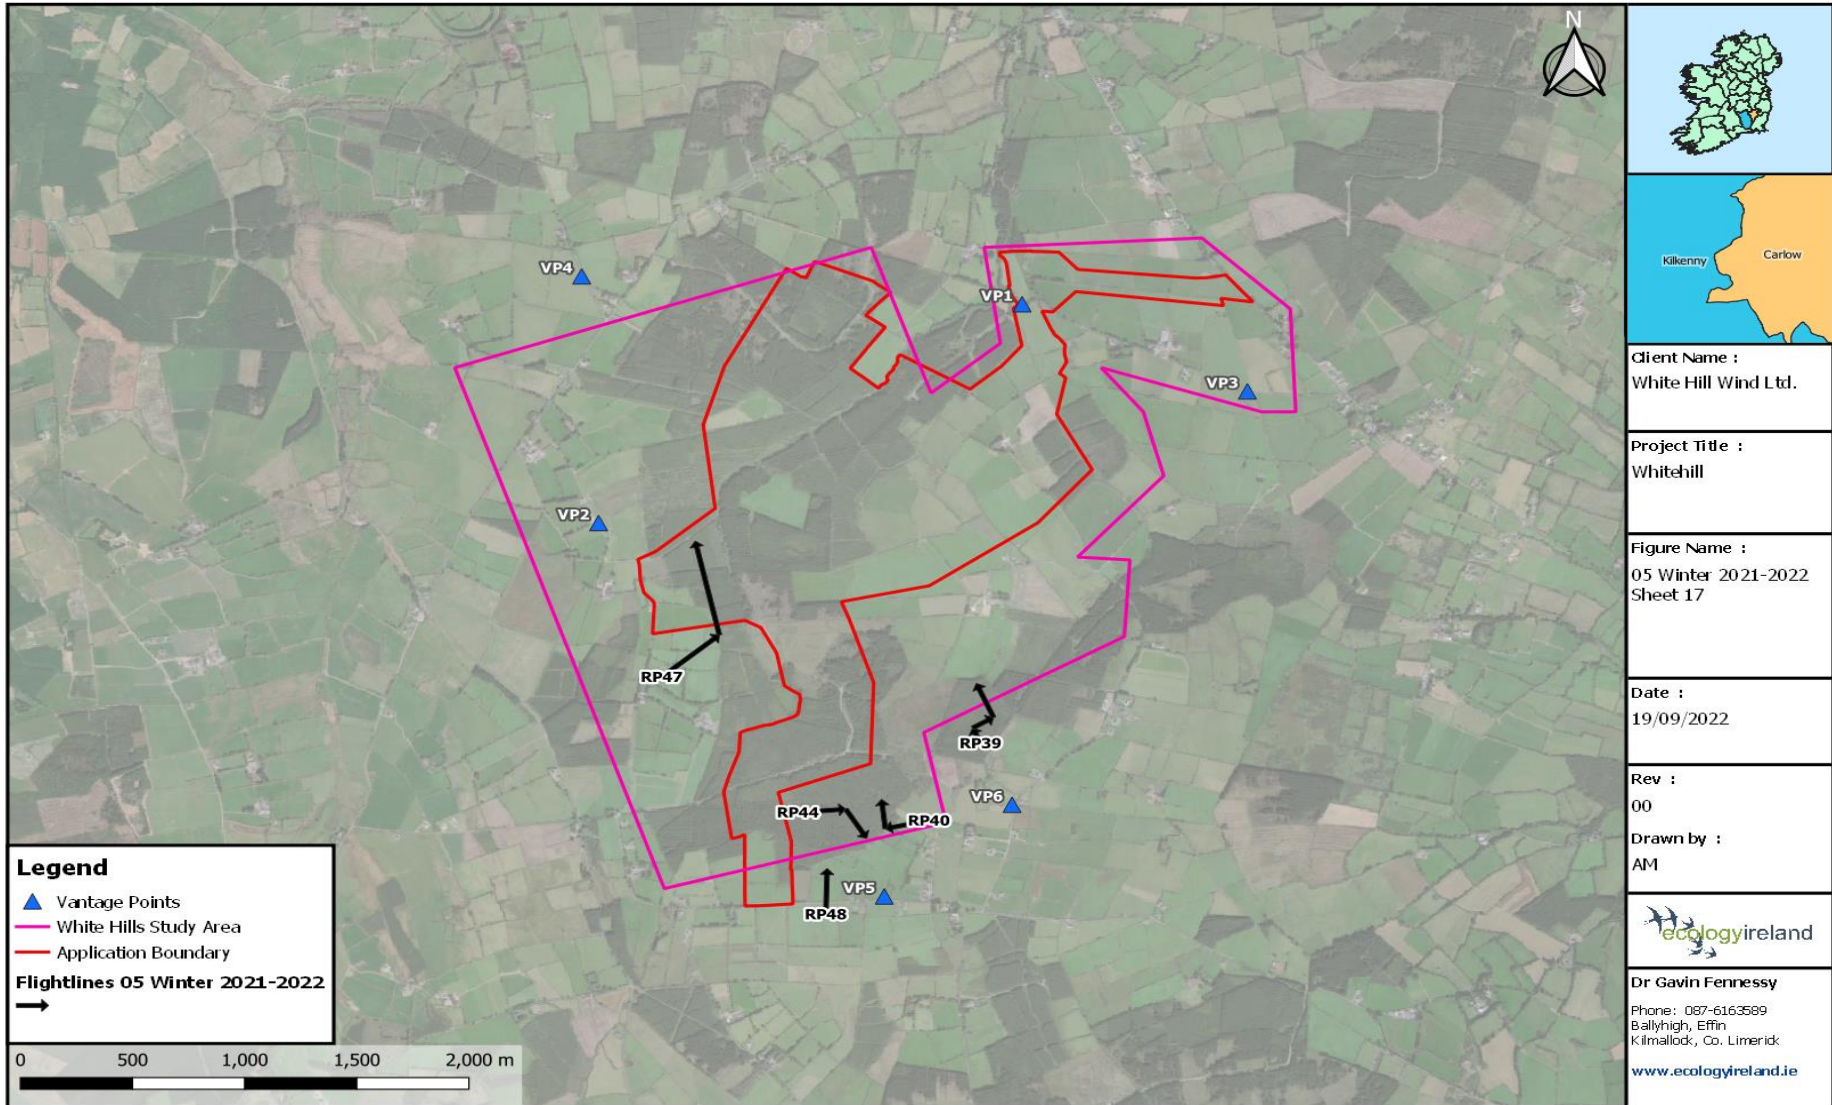 N
VP4
VP1
VP3
VP2
RP47
RP39
VP6
RP44
RP40
VP5
RP48
Legend
Vantage Points
White Hills Study Area
Application Boundary
Flightlines 05 Winter 2021-2022
0 500 1,000 1,500 2,000 m
Kilkenny
Carlow
Client Name :
White Hill Wind Ltd.
Project Title :
Whitehill
Figure Name :
05 Winter 2021-2022
Sheet 17
Date :
19/09/2022
Rev :
00
Drawn by :
AM
ecologyireland
Dr Gavin Fennessy
Phone: 087-6163589
Ballyhigh, Effin
Kilmallock, Co. Limerick
www.ecologyireland.ie